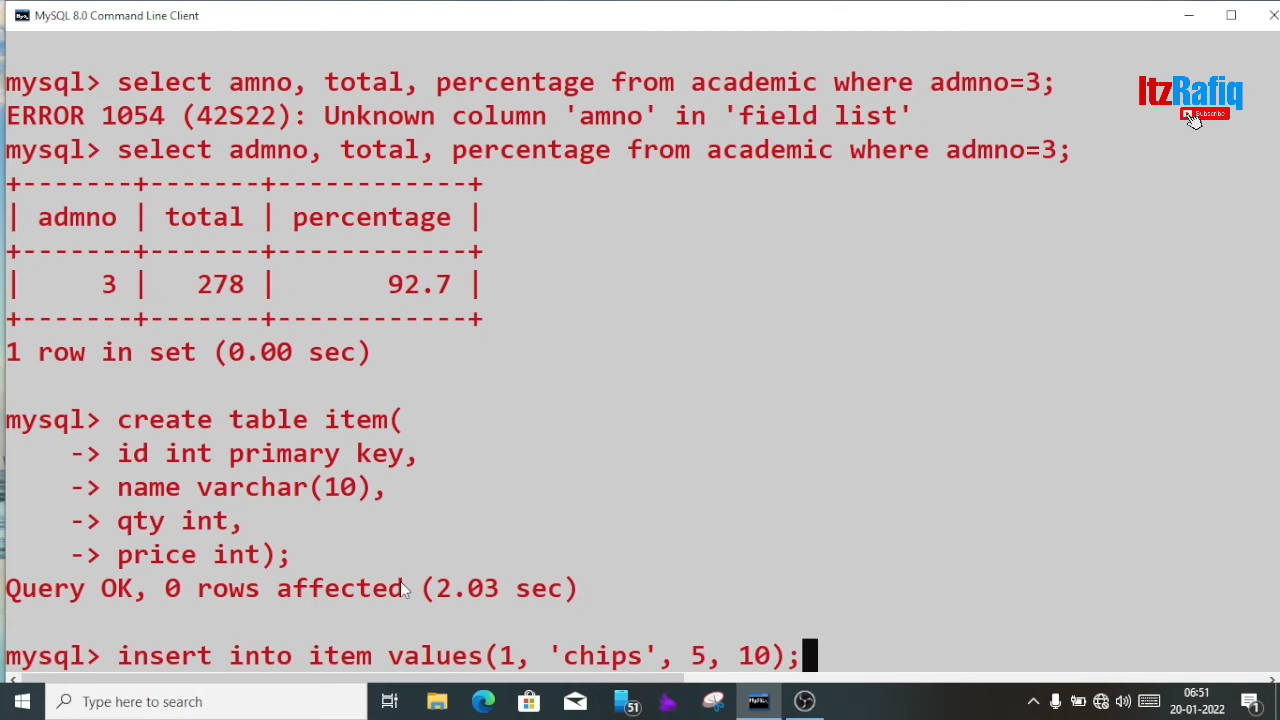 MySQL 8.0 Command Line Client
mysql> select amno, total, percentage from academic where admno=3;
ERROR 1054 (42S22): Unknown column 'amno' in 'field list'
mysql> select admno, total, percentage from academic where admno=3;
+-------+-------+------------+
| admno | total | percentage |
+-------+-------+------------+
|     3 |   278 |       92.7 |
+-------+-------+------------+
1 row in set (0.00 sec)
mysql> create table item(
    -> id int primary key,
    -> name varchar(10),
    -> qty int,
    -> price int);
Query OK, 0 rows affected (2.03 sec)
mysql> insert into item values(1, 'chips', 5, 10);
ItzRafiq
Subscribe
Type here to search
51
06:51
20-01-2022
1